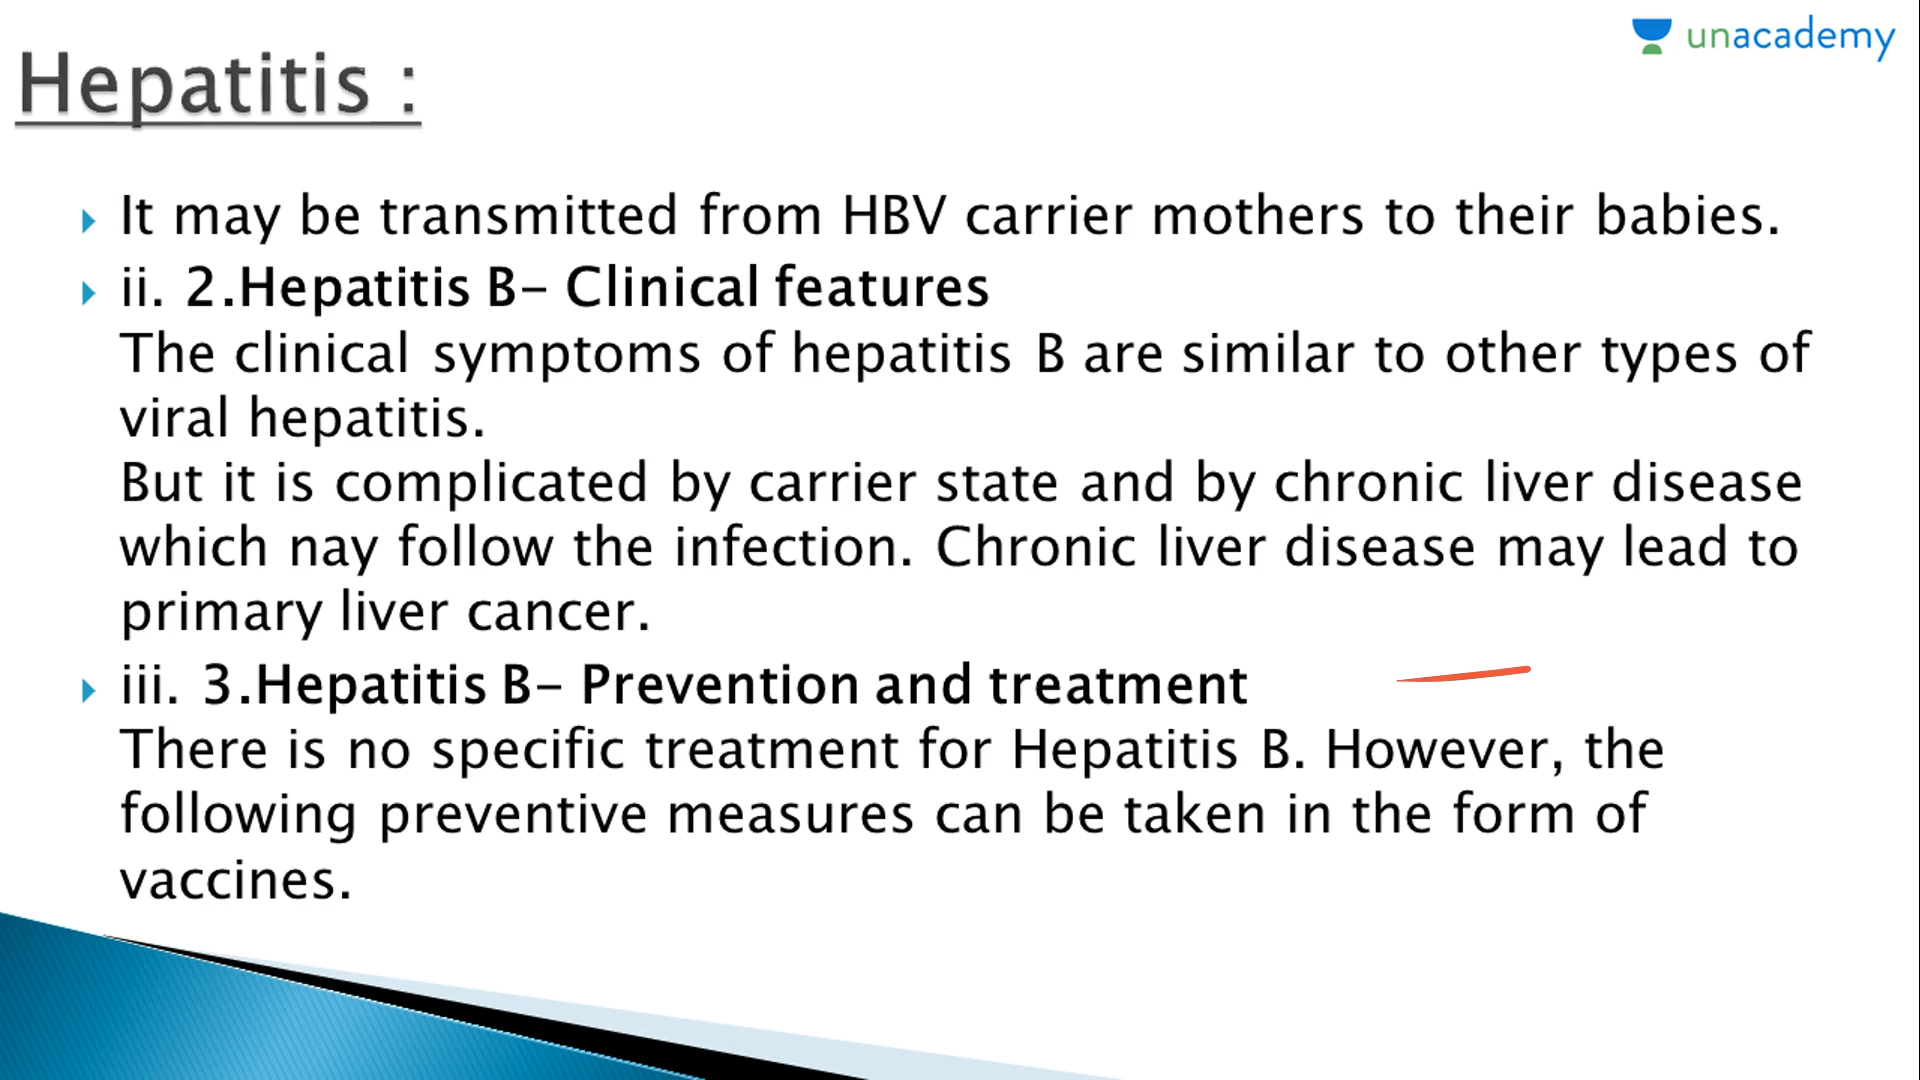 unacademy
Hepatitis :
It may be transmitted from HBV carrier mothers to their babies.
ii. 2.Hepatitis B- Clinical features
The clinical symptoms of hepatitis B are similar to other types of
viral hepatitis.
But it is complicated by carrier state and by chronic liver disease
which nay follow the infection. Chronic liver disease may lead to
primary liver cancer.
iii. 3.Hepatitis B- Prevention and treatment
There is no specific treatment for Hepatitis B. However, the
following preventive measures can be taken in the form of
vaccines.